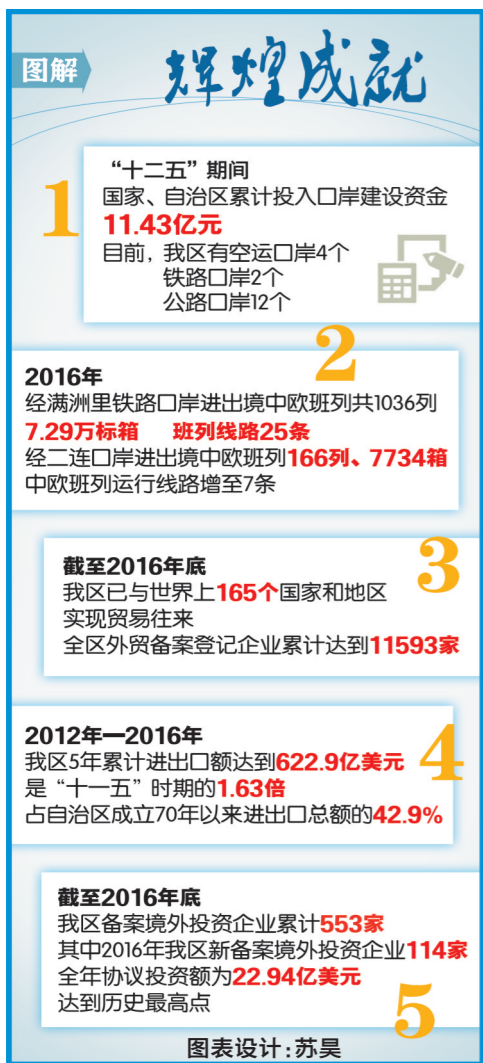 图解
辉煌成就
1
“十二五”期间
国家、自治区累计投入口岸建设资金
11.43亿元
目前，我区有空运口岸4个
铁路口岸2个
公路口岸12个
2
2016年
经满洲里铁路口岸进出境中欧班列共1036列
7.29万标箱 班列线路25条
经二连口岸进出境中欧班列166列、7734箱
中欧班列运行线路增至7条
3
截至2016年底
我区已与世界上165个国家和地区
实现贸易往来
全区外贸备案登记企业累计达到11593家
4
2012年—2016年
我区5年累计进出口额达到622.9亿美元
是“十一五”时期的1.63倍
占自治区成立70年以来进出口总额的42.9%
截至2016年底
我区备案境外投资企业累计553家
其中2016年我区新备案境外投资企业114家
全年协议投资额为22.94亿美元
达到历史最高点
5
图表设计：苏昊